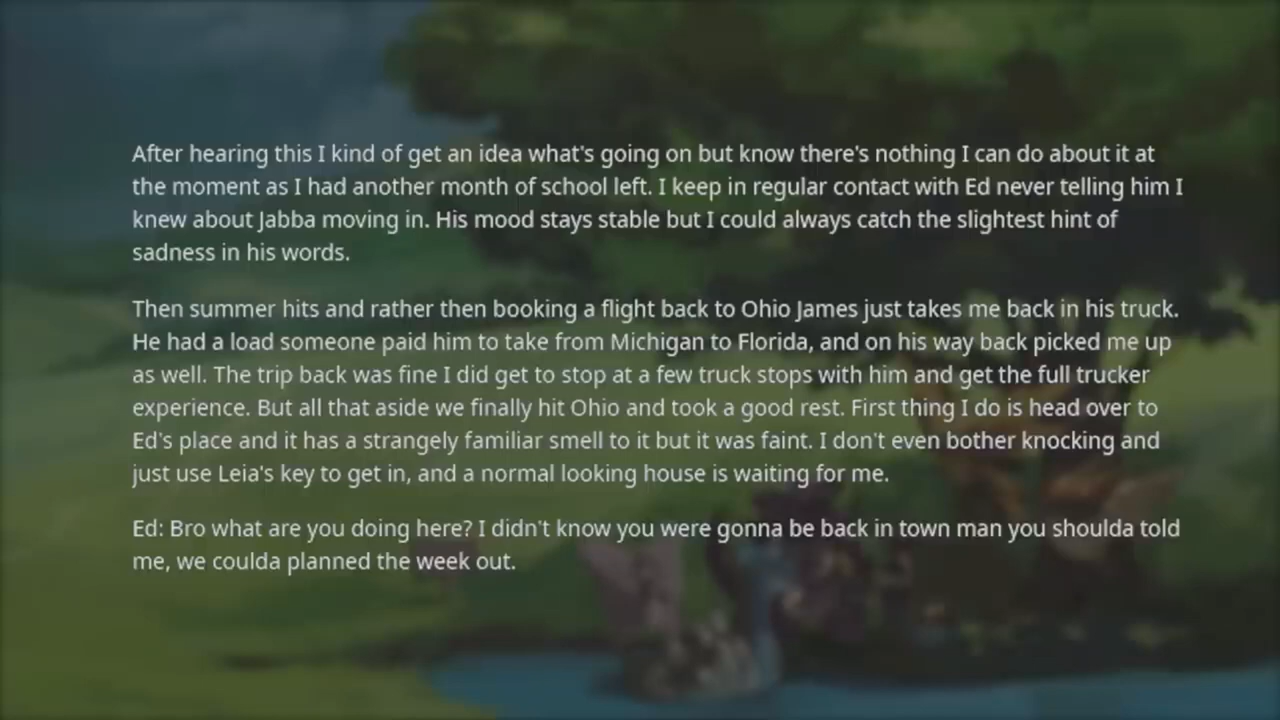 After hearing this I kind of get an idea what's going on but know there's nothing I can do about it at
the moment as I had another month of school left. I keep in regular contact with Ed never telling him I
knew about Jabba moving in. His mood stays stable but I could always catch the slightest hint of
sadness in his words.
Then summer hits and rather then booking a flight back to Ohio James just takes me back in his truck.
He had a load someone paid him to take from Michigan to Florida, and on his way back picked me up
as well. The trip back was fine I did get to stop at a few truck stops with him and get the full trucker
experience. But all that aside we finally hit Ohio and took a good rest. First thing I do is head over to
Ed's place and it has a strangely familiar smell to it but it was faint. I don't even bother knocking and
just use Leia's key to get in, and a normal looking house is waiting for me.
Ed: Bro what are you doing here? I didn't know you were gonna be back in town man you shoulda told
me, we coulda planned the week out.